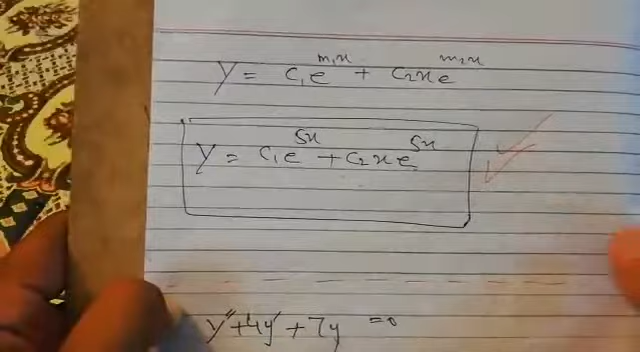 y = c₁e^m₁x + c₂xe^m₂x
y = c₁e^5x + c₂xe^5x
y″+4y′+7y =0